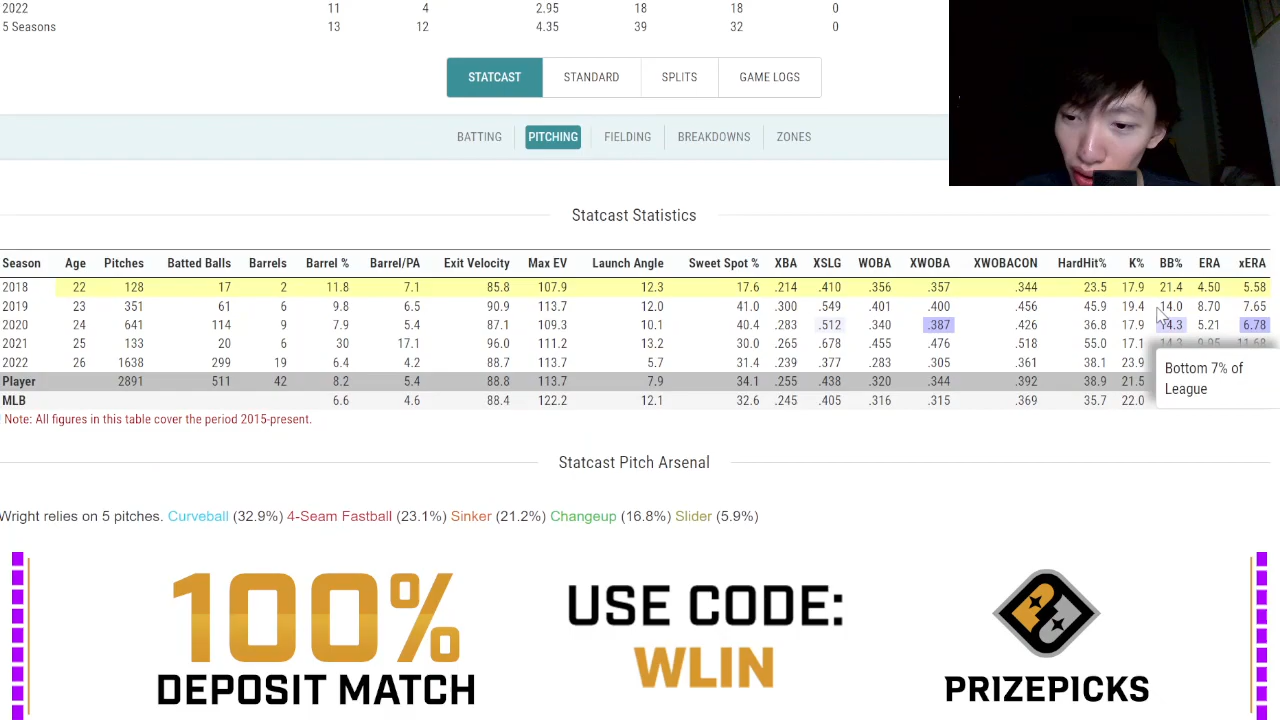 2022 11 4 2.95 18 18 0
5 Seasons 13 12 4.35 39 32 0
STATCAST STANDARD SPLITS GAME LOGS
BATTING PITCHING FIELDING BREAKDOWNS ZONES
Statcast Statistics
Season Age Pitches Batted Balls Barrels Barrel % Barrel/PA Exit Velocity Max EV Launch Angle Sweet Spot % XBA XSLG WOBA XWOBA XWOBACON HardHit% K% BB% ERA xERA
2018 22 128 17 2 11.8 7.1 85.8 107.9 12.3 17.6 .214 .410 .356 .357 .344 23.5 17.9 21.4 4.50 5.58
2019 23 351 61 6 9.8 6.5 90.9 113.7 12.0 41.0 .300 .549 .401 .400 .456 45.9 19.4 14.0 8.70 7.65
2020 24 641 114 9 7.9 5.4 87.1 109.3 10.1 40.4 .283 .512 .340 .387 .426 36.8 17.9 14.3 5.21 6.78
2021 25 133 20 6 30 17.1 96.0 111.2 13.2 30.0 .265 .678 .455 .476 .518 55.0 17.1 14.3 9.95 11.68
2022 26 1638 299 19 6.4 4.2 88.7 112.7 5.7 31.4 .239 .377 .283 .305 .361 38.1 23.9
Player 2891 511 42 8.2 5.4 88.8 113.7 7.9 34.1 .255 .438 .320 .344 .392 38.9 21.5
MLB 6.6 4.6 88.4 122.2 12.1 32.6 .245 .405 .316 .315 .369 35.7 22.0
Bottom 7% of
League
Note: All figures in this table cover the period 2015-present.
Statcast Pitch Arsenal
Wright relies on 5 pitches. Curveball (32.9%) 4-Seam Fastball (23.1%) Sinker (21.2%) Changeup (16.8%) Slider (5.9%)
100%
DEPOSIT MATCH
USE CODE:
WLIN
PRIZEPICKS